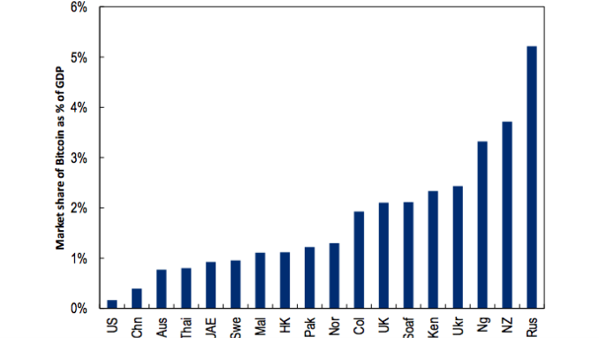 6%
5%
4%
3%
2%
1%
0%
Market share of Bitcoin as % of GDP
US
Chn
Aus
Thai
UAE
Swe
Mal
HK
Pak
Nor
Col
UK
Soaf
Ken
Ukr
Ng
NZ
Rus